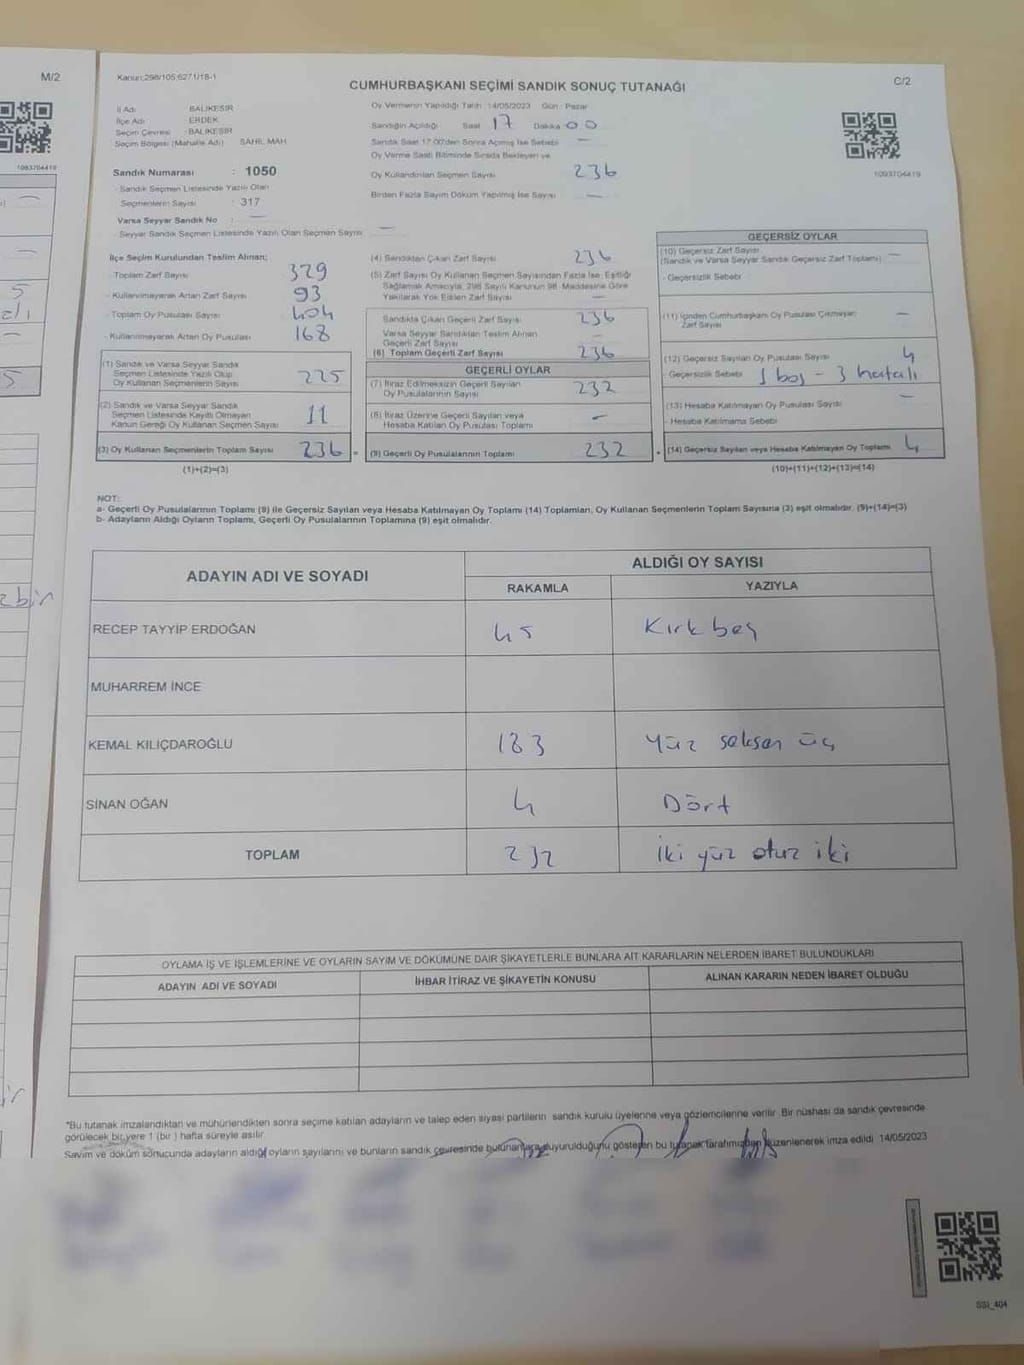 M/2
1093704419
Kanun:298/105,6271/18-1
C/2
CUMHURBAŞKANI SEÇİMİ SANDIK SONUÇ TUTANAĞI
İl Adı : BALIKESİR
İlçe Adı : ERDEK
Seçim Çevresi : BALIKESİR
Seçim Bölgesi (Mahalle Adı) SAHİL MAH
Oy Vermenin Yapıldığı Tarih : 14/05/2023 Gün : Pazar
Sandığın Açıldığı Saat 17 Dakika 00
Sandık Saat 17:00'den Sonra Açılmış İse Sebebi —
Oy Verme Saati Bitiminde Sırada Bekleyen ve
Oy Kullandırılan Seçmen Sayısı 236
Birden Fazla Sayım Döküm Yapılmış İse Sayısı —
1093704419
Sandık Numarası : 1050
- Sandık Seçmen Listesinde Yazılı Olan
Seçmenlerin Sayısı : 317
Varsa Seyyar Sandık No : —
- Seyyar Sandık Seçmen Listesinde Yazılı Olan Seçmen Sayısı —
İlçe Seçim Kurulundan Teslim Alınan;
- Toplam Zarf Sayısı 329
- Kullanılmayarak Artan Zarf Sayısı 93
- Toplam Oy Pusulası Sayısı 404
- Kullanılmayarak Artan Oy Pusulası 168
(1) Sandık ve Varsa Seyyar Sandık
Seçmen Listesinde Yazılı Olup
Oy Kullanan Seçmenlerin Sayısı 225
(2) Sandık ve Varsa Seyyar Sandık
Seçmen Listesinde Kayıtlı Olmayan
Kanun Gereği Oy Kullanan Seçmen Sayısı 11
(3) Oy Kullanan Seçmenlerin Toplam Sayısı 236
(1)+(2)=(3)
(4) Sandıktan Çıkan Zarf Sayısı 236
(5) Zarf Sayısı Oy Kullanan Seçmen Sayısından Fazla İse, Eşitliği
Sağlamak Amacıyla, 298 Sayılı Kanunun 98. Maddesine Göre
Yakılarak Yok Edilen Zarf Sayısı —
Sandıkta Çıkan Geçerli Zarf Sayısı 236
Varsa Seyyar Sandıktan Teslim Alınan
Geçerli Zarf Sayısı —
(6) Toplam Geçerli Zarf Sayısı 236
GEÇERLİ OYLAR
(7) İtiraz Edilmeksizin Geçerli Sayılan
Oy Pusulalarının Sayısı 232
(8) İtiraz Üzerine Geçerli Sayılan veya
Hesaba Katılan Oy Pusulası Toplamı —
(9) Geçerli Oy Pusulalarının Toplamı 232
GEÇERSİZ OYLAR
(10) Geçersiz Zarf Sayısı
(Sandık ve Varsa Seyyar Sandık Geçersiz Zarf Toplamı) —
- Geçersizlik Sebebi
(11) İçinden Cumhurbaşkanı Oy Pusulası Çıkmayan
Zarf Sayısı —
(12) Geçersiz Sayılan Oy Pusulası Sayısı 4
- Geçersizlik Sebebi 1 boş - 3 hatalı
(13) Hesaba Katılmayan Oy Pusulası Sayısı —
- Hesaba Katılmama Sebebi
(14) Geçersiz Sayılan veya Hesaba Katılmayan Oy Toplamı 4
(10)+(11)+(12)+(13)=(14)
NOT:
a- Geçerli Oy Pusulalarının Toplamı (9) ile Geçersiz Sayılan veya Hesaba Katılmayan Oy Toplamı (14) Toplamları, Oy Kullanan Seçmenlerin Toplam Sayısına (3) eşit olmalıdır. (9)+(14)=(3)
b- Adayların Aldığı Oyların Toplamı, Geçerli Oy Pusulalarının Toplamına (9) eşit olmalıdır.
ADAYIN ADI VE SOYADI ALDIĞI OY SAYISI
RAKAMLA YAZIYLA
RECEP TAYYİP ERDOĞAN 45 Kırk beş
MUHARREM İNCE
KEMAL KILIÇDAROĞLU 183 Yüz seksen üç
SİNAN OĞAN 4 Dört
TOPLAM 232 iki yüz otuz iki
OYLAMA İŞ VE İŞLEMLERİNE VE OYLARIN SAYIM VE DÖKÜMÜNE DAİR ŞİKAYETLERLE BUNLARA AİT KARARLARIN NELERDEN İBARET BULUNDUKLARI
ADAYIN ADI VE SOYADI İHBAR İTİRAZ VE ŞİKAYETİN KONUSU ALINAN KARARIN NEDEN İBARET OLDUĞU
*Bu tutanak imzalandıktan ve mühürlendikten sonra seçime katılan adayların ve talep eden siyasi partilerin sandık kurulu üyelerine veya gözlemcilerine verilir. Bir nüshası da sandık çevresinde
görülecek bir yere 1 (bir ) hafta süreyle asılır.
Sayım ve döküm sonucunda adayların aldığı oyların sayılarını ve bunların sandık çevresinde bulunanlara duyurulduğunu gösteren bu tutanak tarafımızdan düzenlenerek imza edildi. 14/05/2023
SSI_404